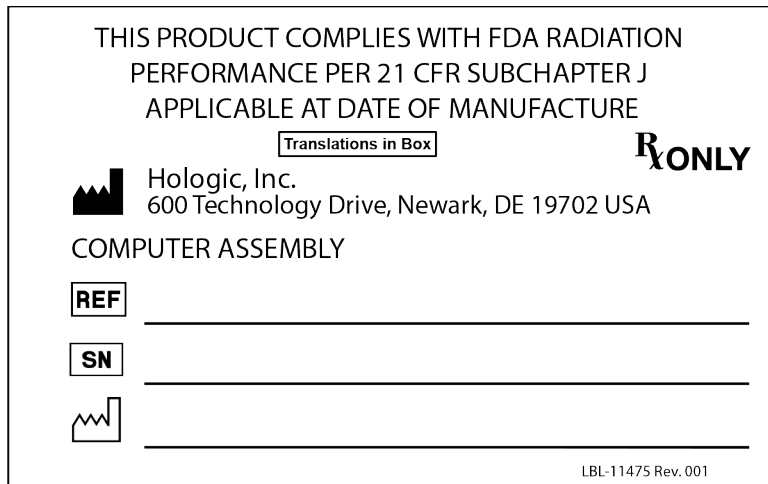 THIS PRODUCT COMPLIES WITH FDA RADIATION
PERFORMANCE PER 21 CFR SUBCHAPTER J
APPLICABLE AT DATE OF MANUFACTURE
Translations in Box
Rx ONLY
Hologic, Inc.
600 Technology Drive, Newark, DE 19702 USA
COMPUTER ASSEMBLY
REF
SN
LBL-11475 Rev. 001